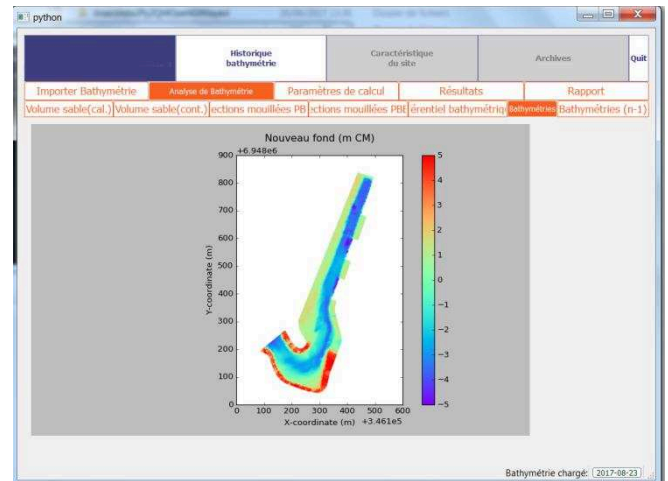 python
Historique
bathymétrie
Caractéristique
du site
Archives
Quit
Importer Bathymétrie
Analyse de Bathymétrie
Paramètres de calcul
Résultats
Rapport
Volume sable(cal.)
Volume sable(cont.)
ections mouillées PB
ctions mouillées PBE
érentiel bathymétriq
Bathymétries
Bathymétries (n-1)
Nouveau fond (m CM)
+6.948e6
900
800
700
600
500
400
300
200
100
0
Y-coordinate (m)
0 100 200 300 400 500 600
X-coordinate (m) +3.461e5
5
4
3
2
1
0
−1
−2
−3
−4
−5
Bathymétrie chargé: 2017-08-23